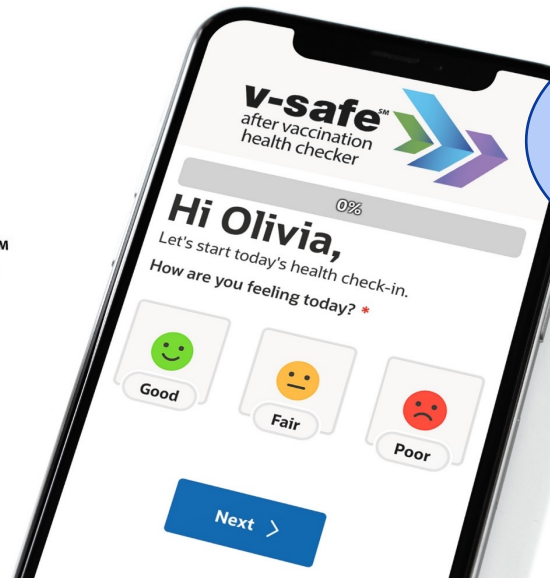 v-safe℠
after vaccination
health checker
0%
Hi Olivia,
Let's start today's health check-in.
How are you feeling today? *
Good
Fair
Poor
Next >
M